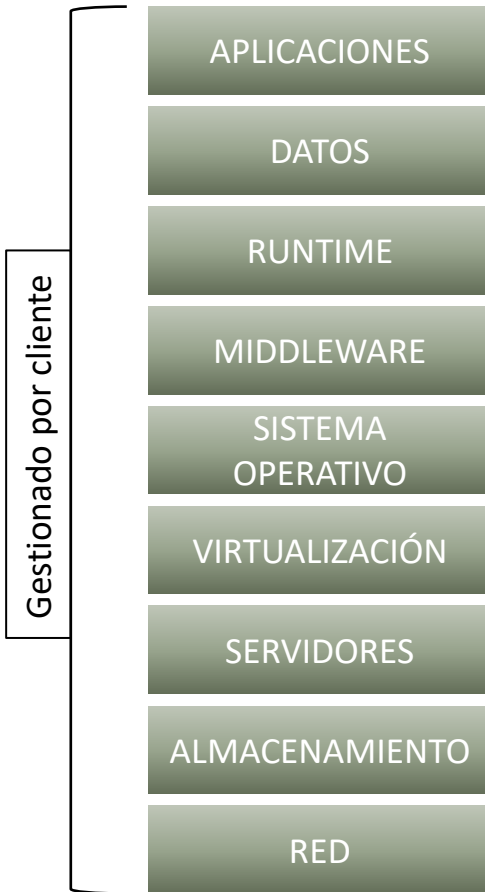 Gestionado por cliente
APLICACIONES
DATOS
RUNTIME
MIDDLEWARE
SISTEMA
OPERATIVO
VIRTUALIZACIÓN
SERVIDORES
ALMACENAMIENTO
RED